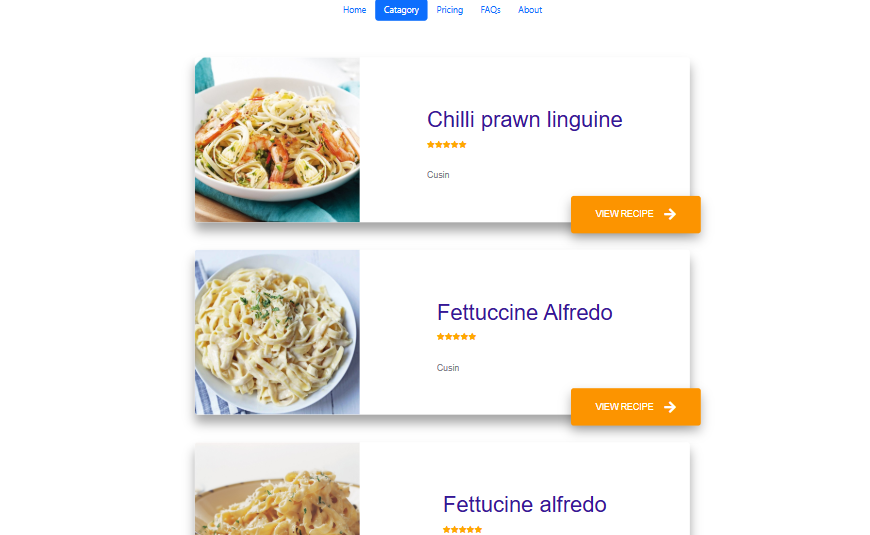 Home Catagory Pricing FAQs About
Chilli prawn linguine
Cusin
VIEW RECIPE
Fettuccine Alfredo
Cusin
VIEW RECIPE
Fettucine alfredo